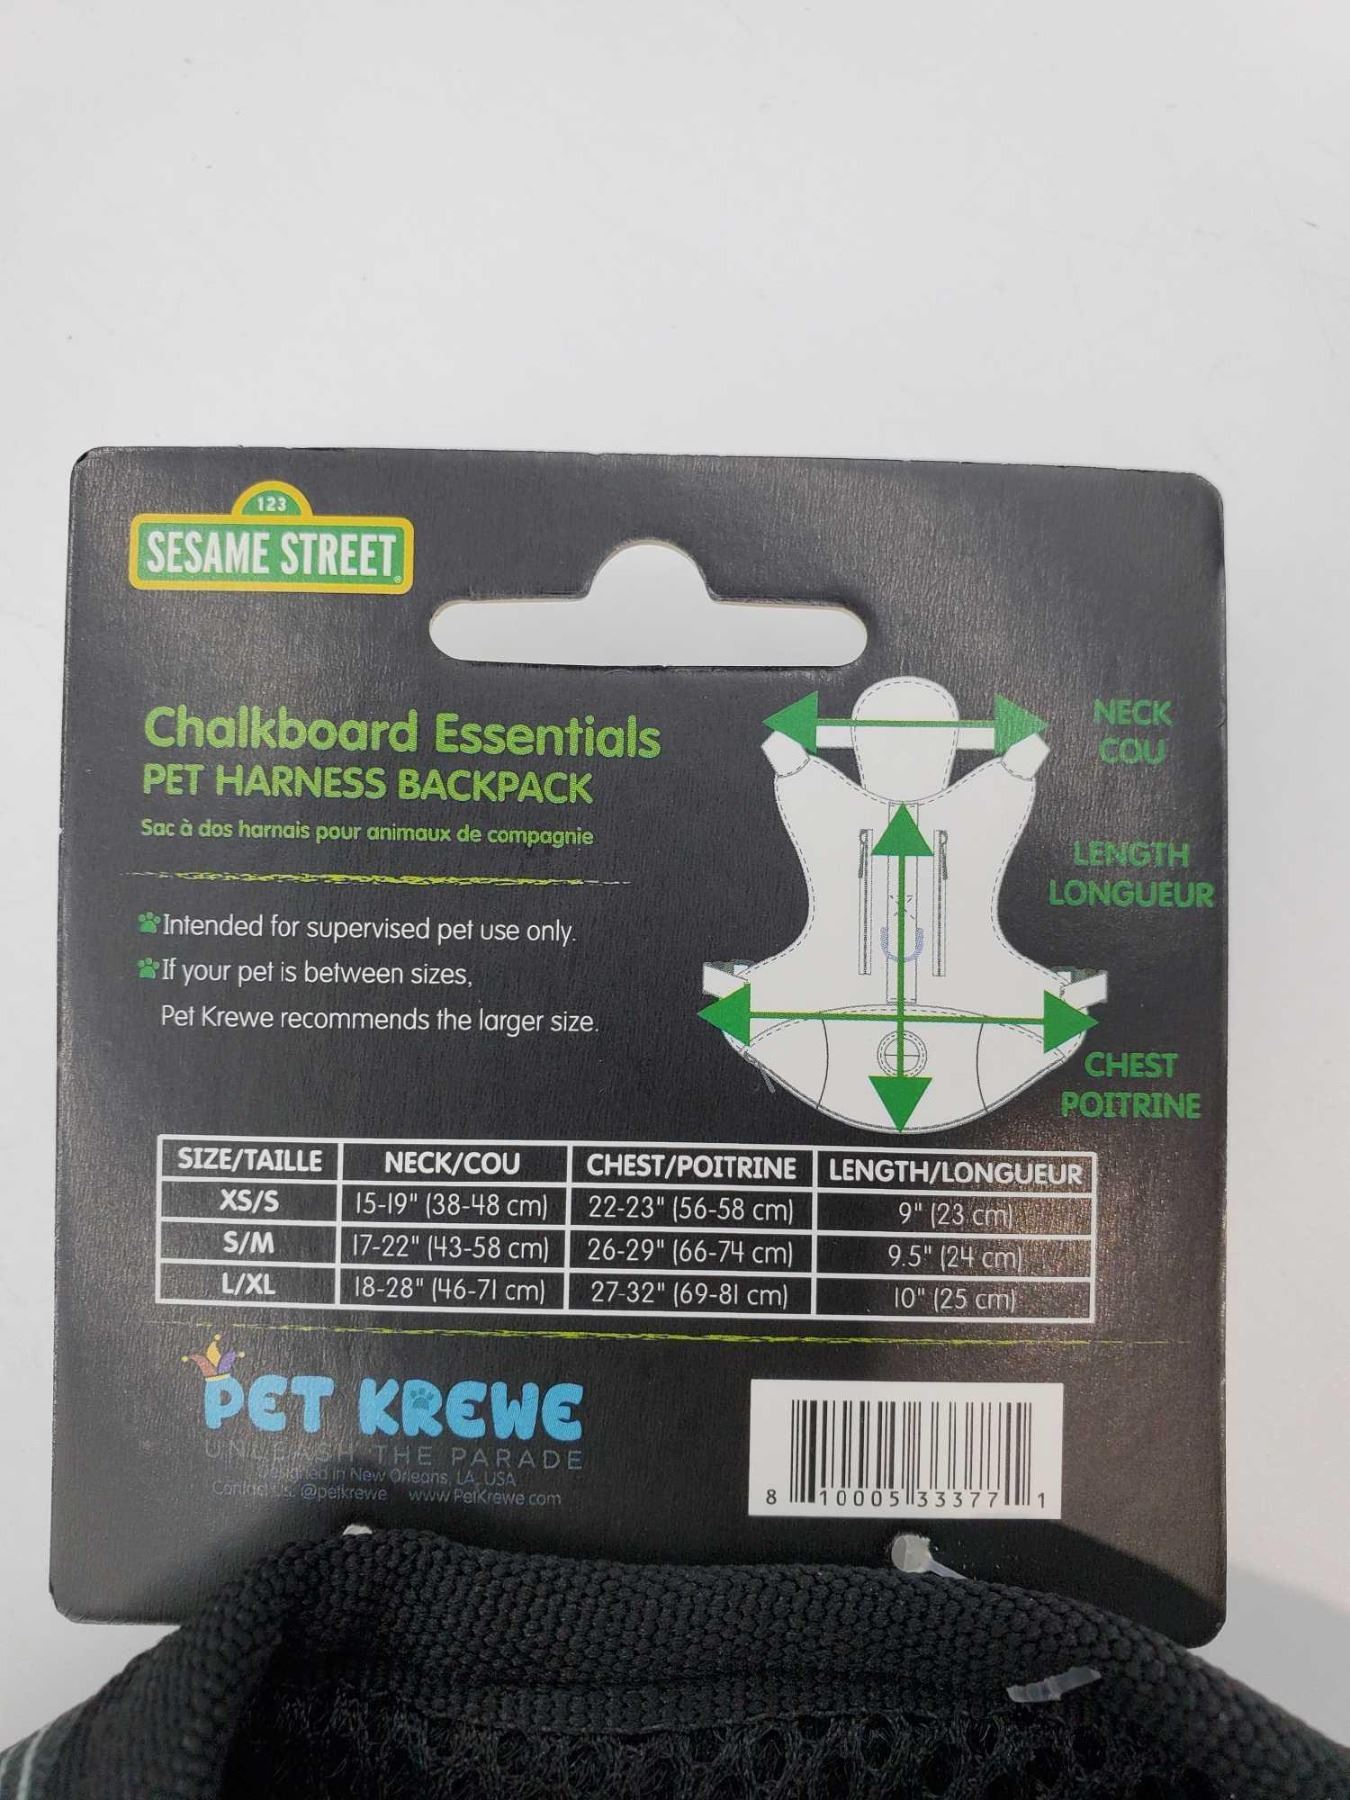 123
SESAME STREET®
Chalkboard Essentials
PET HARNESS BACKPACK
Sac à dos harnais pour animaux de compagnie
Intended for supervised pet use only.
If your pet is between sizes,
Pet Krewe recommends the larger size.
NECK
COU
LENGTH
LONGUEUR
CHEST
POITRINE
SIZE/TAILLE NECK/COU CHEST/POITRINE LENGTH/LONGUEUR
XS/S 15-19" (38-48 cm) 22-23" (56-58 cm) 9" (23 cm)
S/M 17-22" (43-58 cm) 26-29" (66-74 cm) 9.5" (24 cm)
L/XL 18-28" (46-71 cm) 27-32" (69-81 cm) 10" (25 cm)
PET KREWE
UNLEASH THE PARADE
Designed in New Orleans, LA, USA
Contact Us: @petkrewe www.PetKrewe.com
8 10005 33377 1